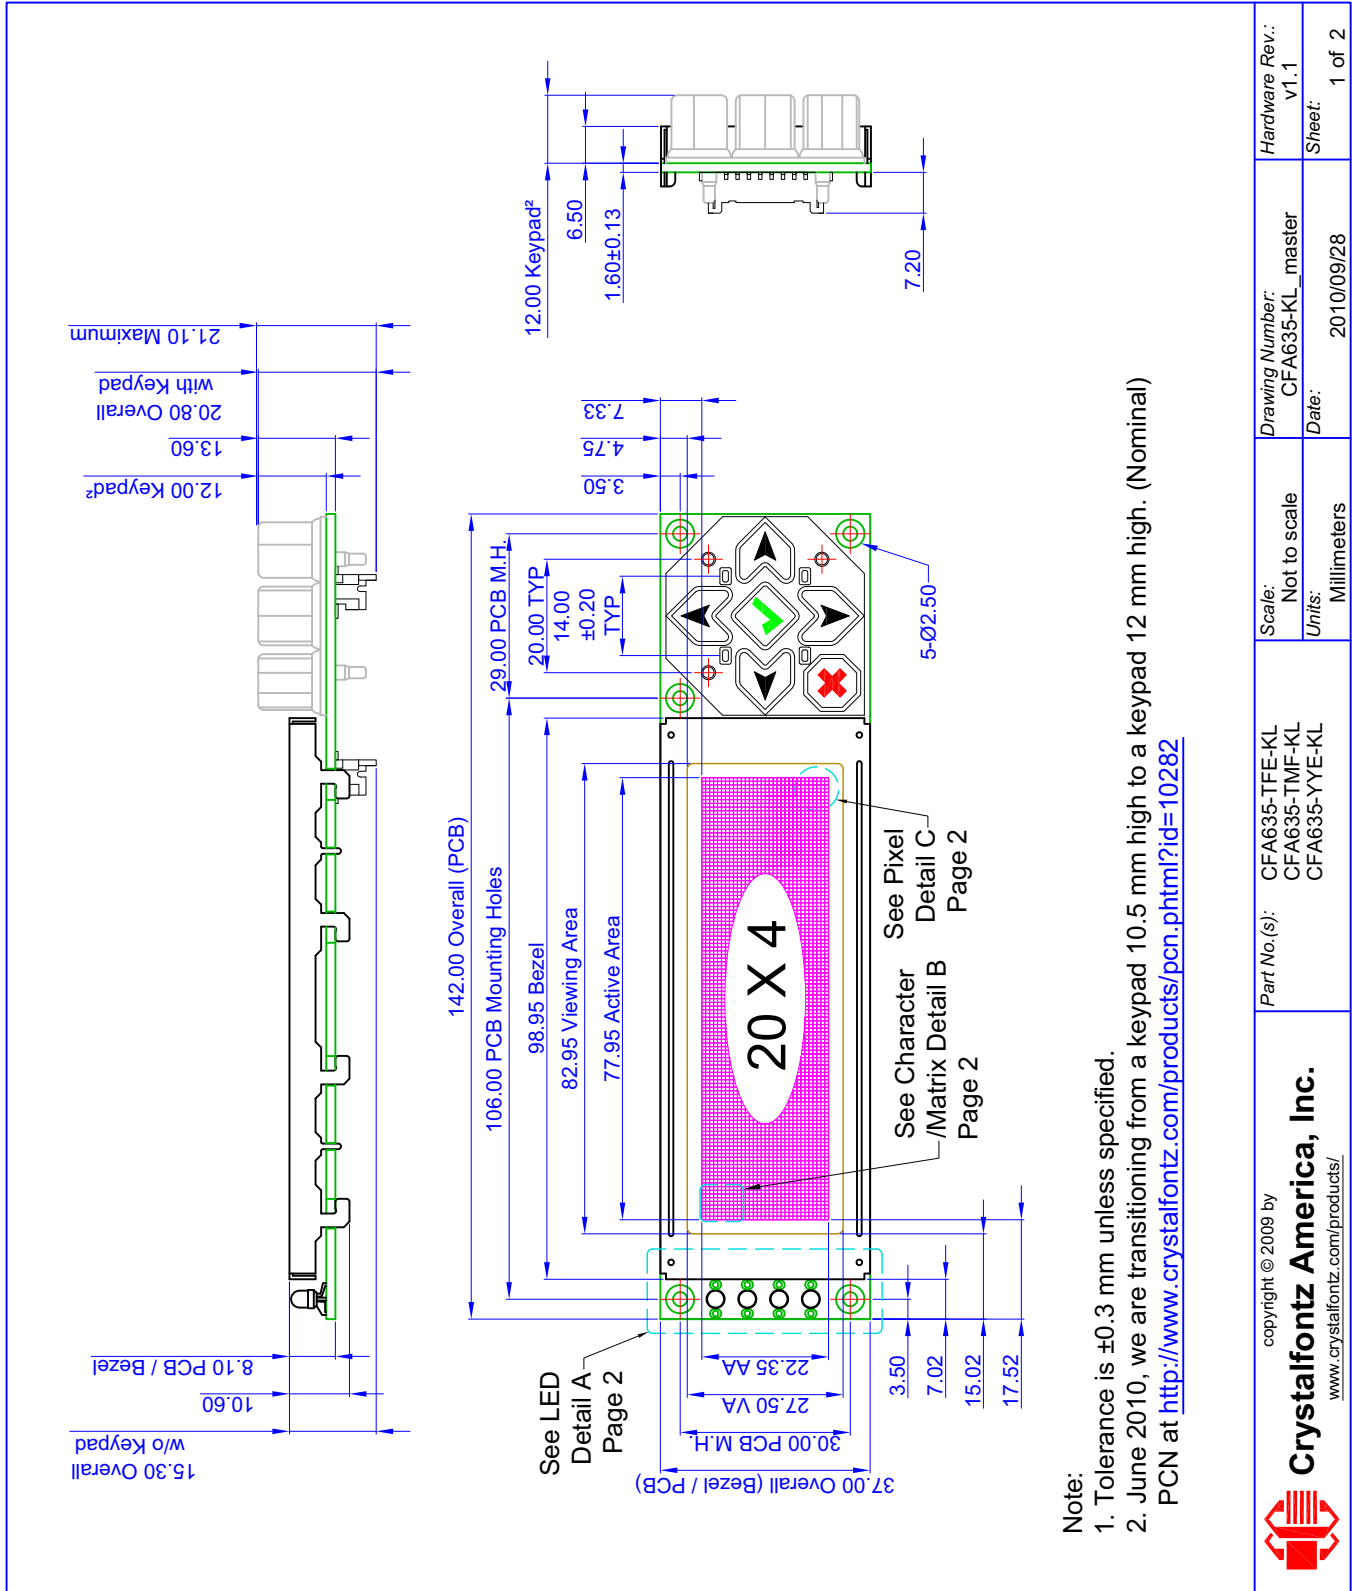 15.30 Overall
w/o Keypad
10.60
8.10 PCB / Bezel
12.00 Keypad²
13.60
20.80 Overall
with Keypad
21.10 Maximum
142.00 Overall (PCB)
106.00 PCB Mounting Holes
29.00 PCB M.H.
98.95 Bezel
20.00 TYP
82.95 Viewing Area
14.00
±0.20
TYP
77.95 Active Area
12.00 Keypad²
6.50
1.60±0.13
7.20
3.50
4.75
7.33
See LED
Detail A
Page 2
37.00 Overall (Bezel / PCB)
30.00 PCB M.H.
27.50 VA
22.35 AA
20 X 4
5-Ø2.50
3.50
7.02
15.02
17.52
See Character
/Matrix Detail B
Page 2
See Pixel
Detail C
Page 2
Note:
1. Tolerance is ±0.3 mm unless specified.
2. June 2010, we are transitioning from a keypad 10.5 mm high to a keypad 12 mm high. (Nominal)
PCN at http://www.crystalfontz.com/products/pcn.phtml?id=10282
copyright © 2009 by
Crystalfontz America, Inc.
www.crystalfontz.com/products/
Part No.(s):
CFA635-TFE-KL
CFA635-TMF-KL
CFA635-YYE-KL
Scale:
Not to scale
Units:
Millimeters
Drawing Number:
CFA635-KL_master
Date:
2010/09/28
Hardware Rev.:
v1.1
Sheet:
1 of 2